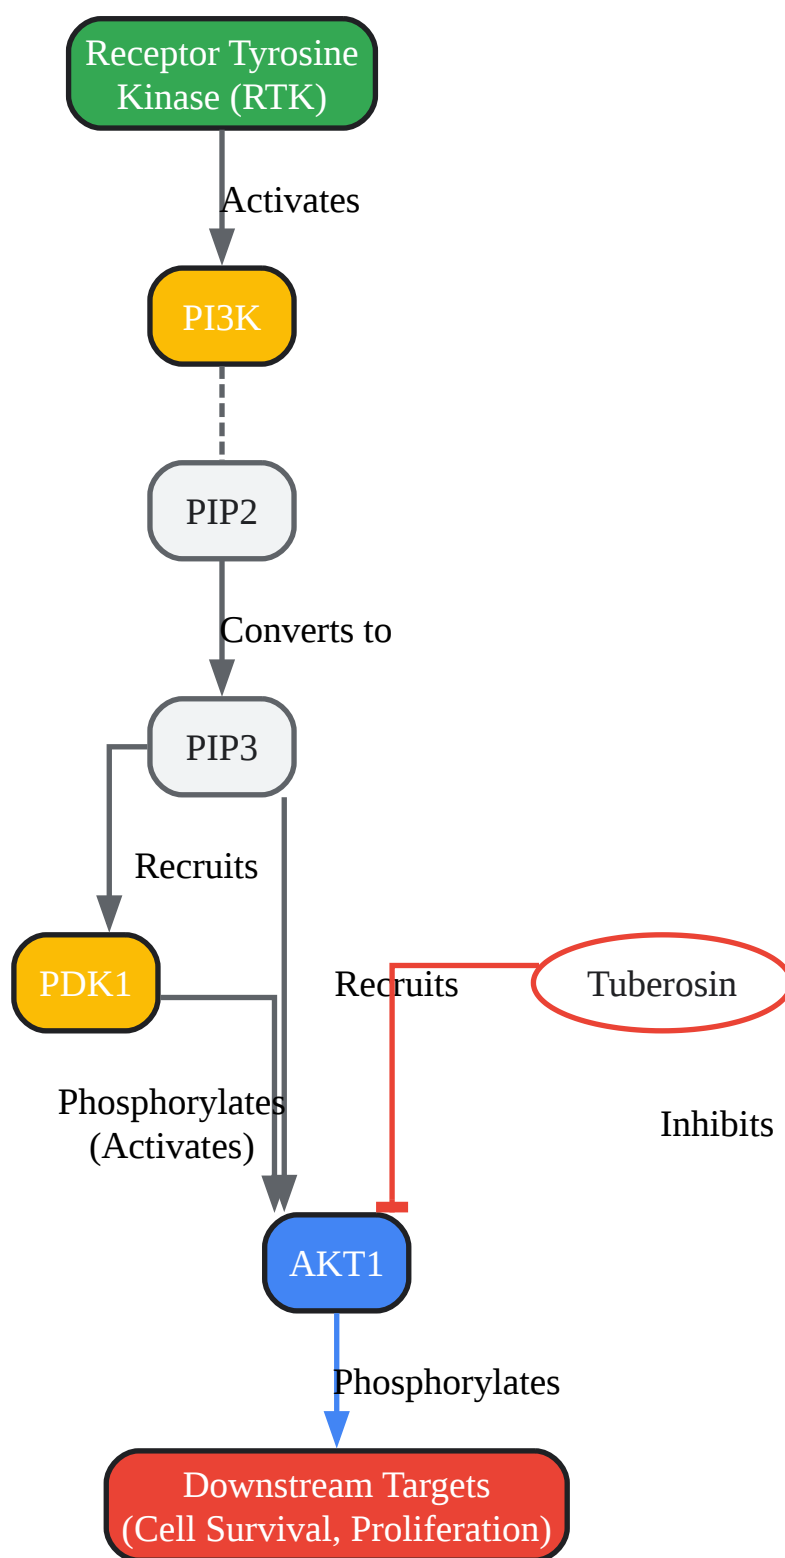 Receptor Tyrosine
Kinase (RTK)
Activates
PI3K
PIP2
Converts to
PIP3
Recruits
PDK1
Recruits
Tuberosin
Phosphorylates
(Activates)
Inhibits
AKT1
Phosphorylates
Downstream Targets
(Cell Survival, Proliferation)